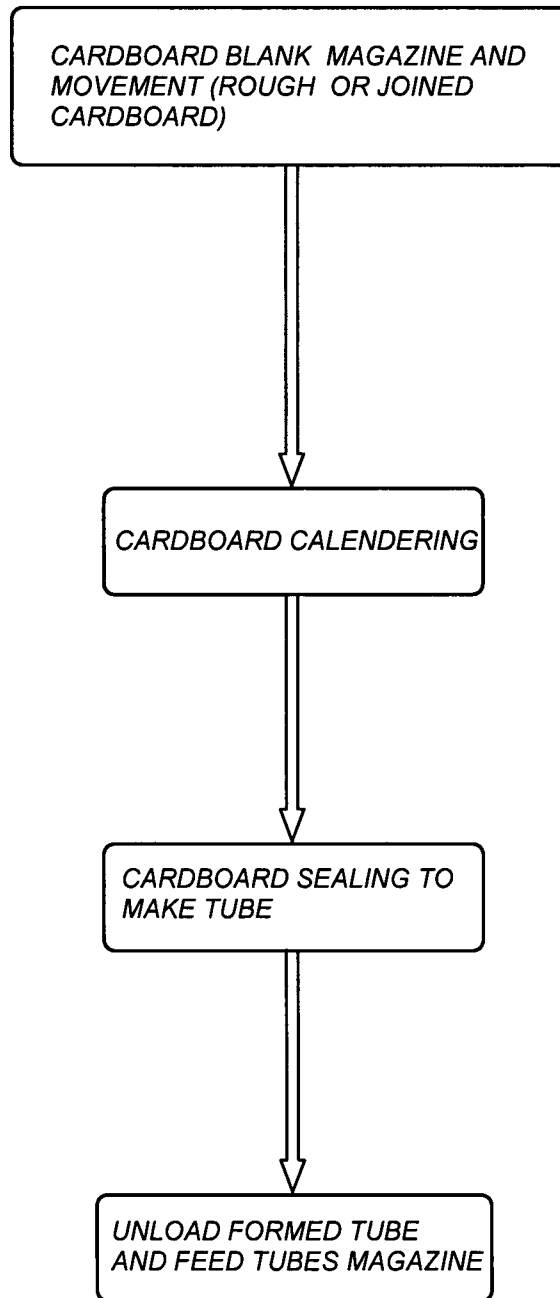 CARDBOARD BLANK MAGAZINE AND
MOVEMENT (ROUGH OR JOINED
CARDBOARD)
CARDBOARD CALENDERING
CARDBOARD SEALING TO
MAKE TUBE
UNLOAD FORMED TUBE
AND FEED TUBES MAGAZINE